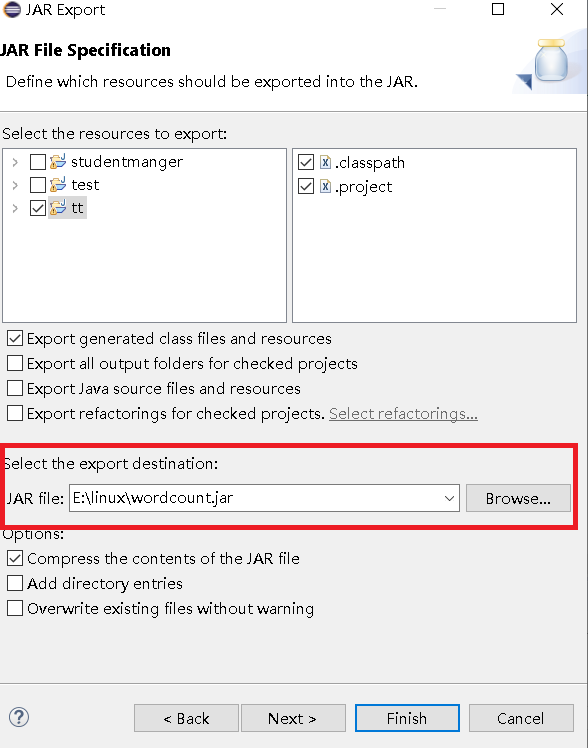 JAR Export
JAR File Specification
Define which resources should be exported into the JAR.
Select the resources to export:
studentmanger
test
tt
.classpath
.project
Export generated class files and resources
Export all output folders for checked projects
Export Java source files and resources
Export refactorings for checked projects. Select refactorings...
Select the export destination:
JAR file: E:\linux\wordcount.jar Browse...
Options:
Compress the contents of the JAR file
Add directory entries
Overwrite existing files without warning
< Back Next > Finish Cancel